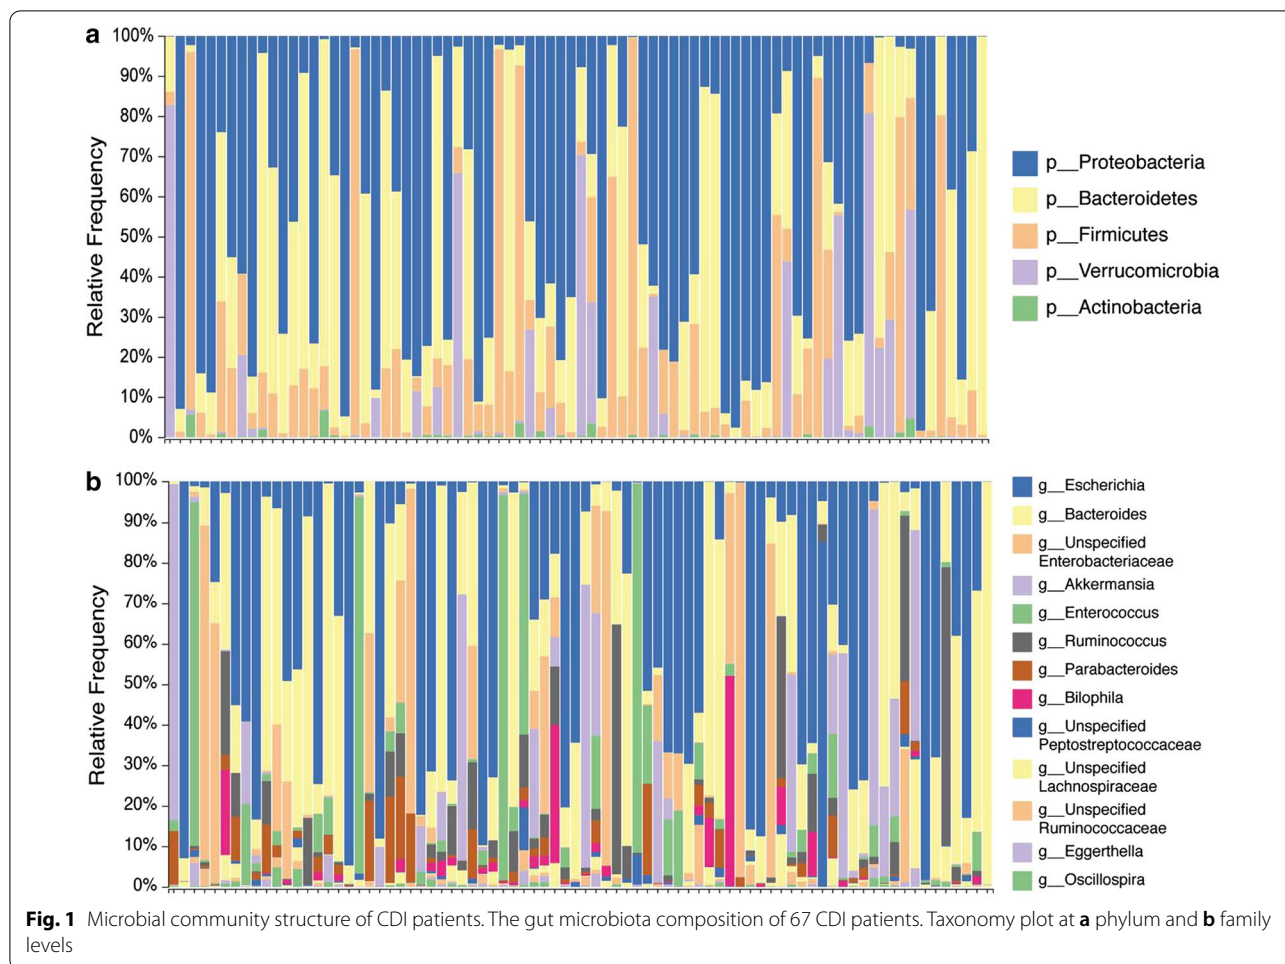 a
100%
90%
80%
70%
60%
50%
40%
30%
20%
10%
0%
Relative Frequency
p__Proteobacteria
p__Bacteroidetes
p__Firmicutes
p__Verrucomicrobia
p__Actinobacteria
b
100%
90%
80%
70%
60%
50%
40%
30%
20%
10%
0%
Relative Frequency
g__Escherichia
g__Bacteroides
g__Unspecified
Enterobacteriaceae
g__Akkermansia
g__Enterococcus
g__Ruminococcus
g__Parabacteroides
g__Bilophila
g__Unspecified
Peptostreptococcaceae
g__Unspecified
Lachnospiraceae
g__Unspecified
Ruminococcaceae
g__Eggerthella
g__Oscillospira
Fig. 1 Microbial community structure of CDI patients. The gut microbiota composition of 67 CDI patients. Taxonomy plot at a phylum and b family
levels